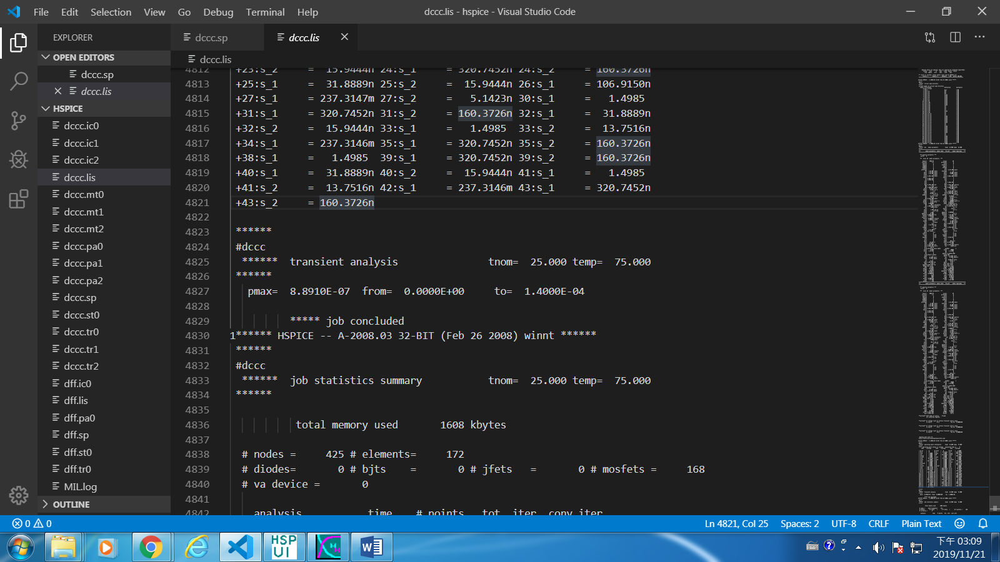 File Edit Selection View Go Debug Terminal Help
dccc.lis - hspice - Visual Studio Code
EXPLORER
OPEN EDITORS
dccc.sp
dccc.lis
HSPICE
dccc.ic0
dccc.ic1
dccc.ic2
dccc.lis
dccc.mt0
dccc.mt1
dccc.mt2
dccc.pa0
dccc.pa1
dccc.pa2
dccc.sp
dccc.st0
dccc.tr0
dccc.tr1
dccc.tr2
dff.ic0
dff.lis
dff.pa0
dff.sp
dff.st0
dff.tr0
MIL.log
OUTLINE
dccc.sp dccc.lis
dccc.lis
4812 +23:s_2 = 15.9444n 24:s_1 = 320.7452n 24:s_2 = 160.3726n
4813 +25:s_1 = 31.8889n 25:s_2 = 15.9444n 26:s_1 = 106.9150n
4814 +27:s_1 = 237.3147m 27:s_2 = 5.1423n 30:s_1 = 1.4985
4815 +31:s_1 = 320.7452n 31:s_2 = 160.3726n 32:s_1 = 31.8889n
4816 +32:s_2 = 15.9444n 33:s_1 = 1.4985 33:s_2 = 13.7516n
4817 +34:s_1 = 237.3146m 35:s_1 = 320.7452n 35:s_2 = 160.3726n
4818 +38:s_1 = 1.4985 39:s_1 = 320.7452n 39:s_2 = 160.3726n
4819 +40:s_1 = 31.8889n 40:s_2 = 15.9444n 41:s_1 = 1.4985
4820 +41:s_2 = 13.7516n 42:s_1 = 237.3146m 43:s_1 = 320.7452n
4821 +43:s_2 = 160.3726n
4822
4823 ******
4824 #dccc
4825 ****** transient analysis tnom= 25.000 temp= 75.000
4826 ******
4827 pmax= 8.8910E-07 from= 0.0000E+00 to= 1.4000E-04
4828
4829 ***** job concluded
4830 1****** HSPICE -- A-2008.03 32-BIT (Feb 26 2008) winnt ******
4831 ******
4832 #dccc
4833 ****** job statistics summary tnom= 25.000 temp= 75.000
4834 ******
4835
4836 total memory used 1608 kbytes
4837
4838 # nodes = 425 # elements= 172
4839 # diodes= 0 # bjts = 0 # jfets = 0 # mosfets = 168
4840 # va device = 0
4841
4842 analysis time # points tot. iter conv.iter
0 0 Ln 4821, Col 25 Spaces: 2 UTF-8 CRLF Plain Text
HSP UI
下午 03:09
2019/11/21